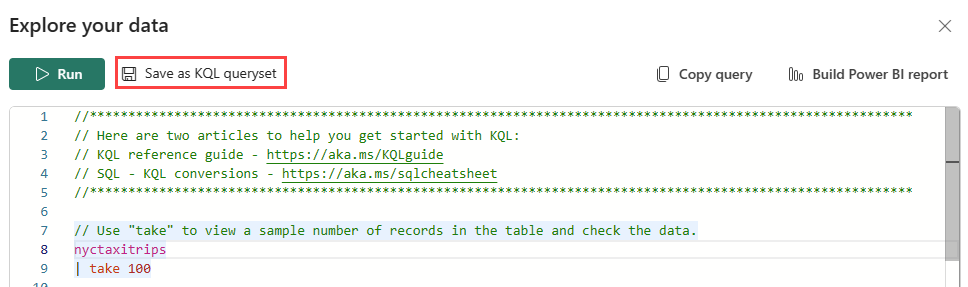 Explore your data
Run
Save as KQL queryset
Copy query
Build Power BI report
1 //***********************************************************************************************************
2 // Here are two articles to help you get started with KQL:
3 // KQL reference guide - https://aka.ms/KQLguide
4 // SQL - KQL conversions - https://aka.ms/sqlcheatsheet
5 //***********************************************************************************************************
6
7 // Use "take" to view a sample number of records in the table and check the data.
8 nyctaxitrips
9 | take 100
10